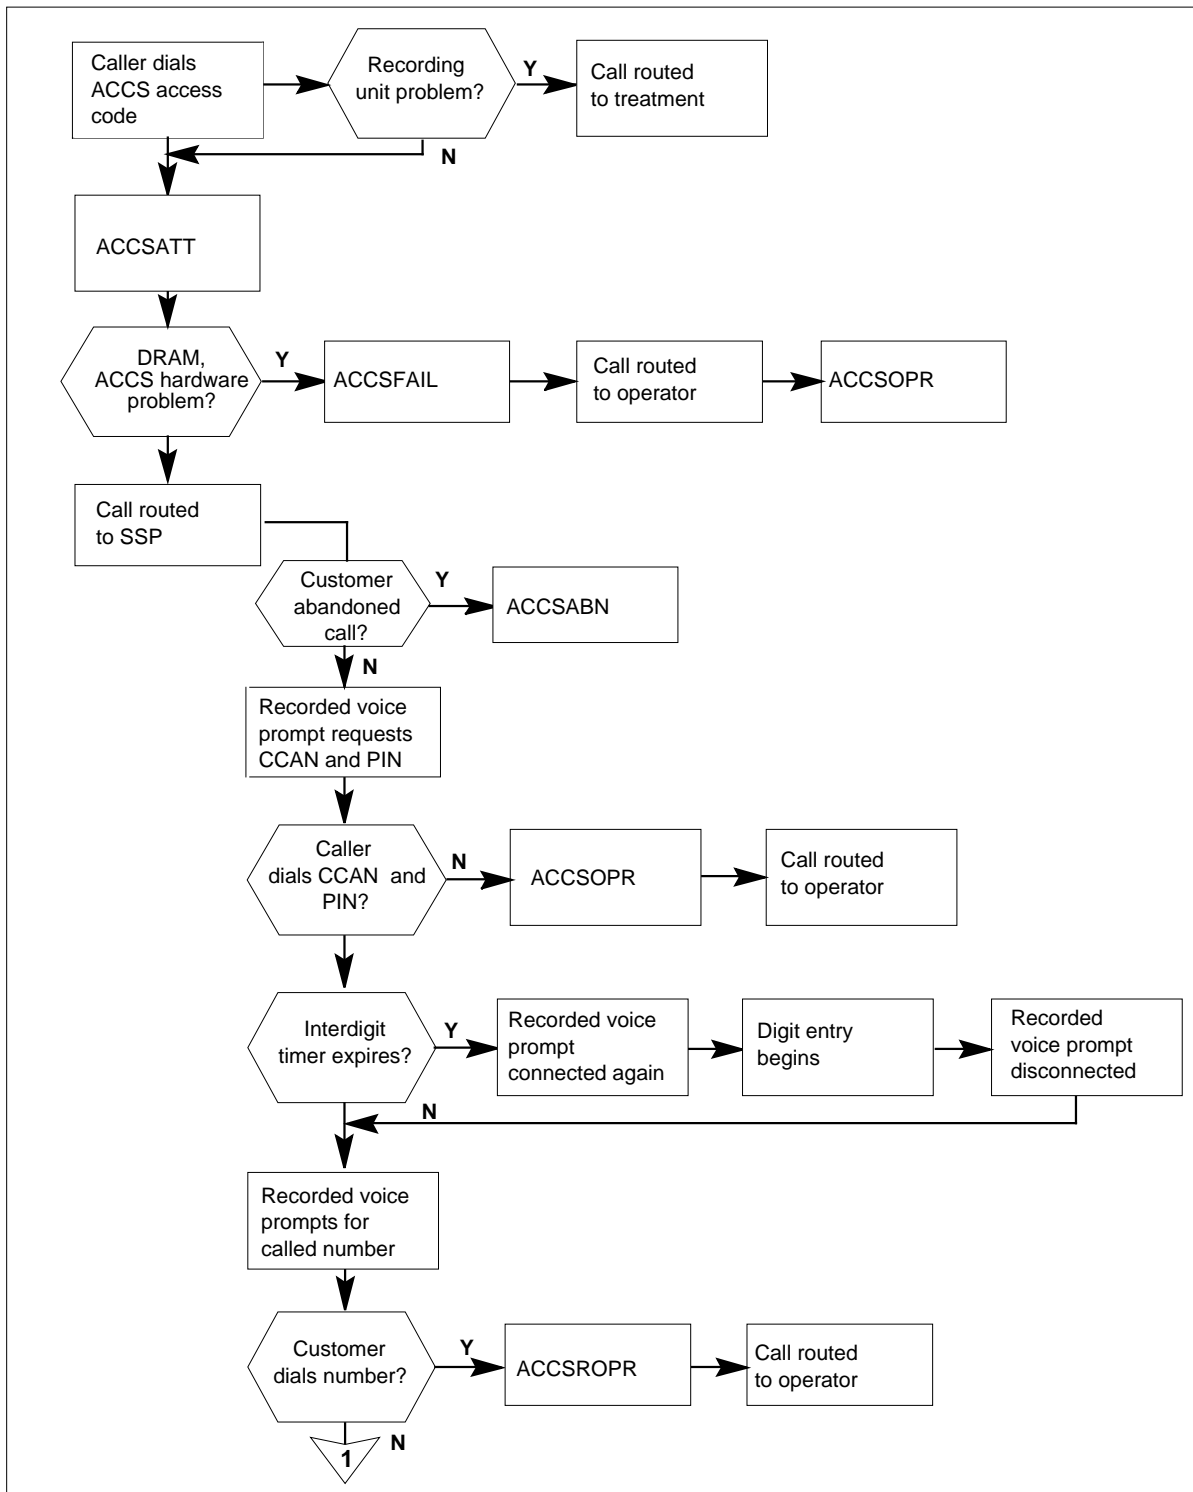 Caller dials
ACCS access
code
Recording
unit problem?
Y
Call routed
to treatment
N
ACCSATT
DRAM,
ACCS hardware
problem?
Y
ACCSFAIL
Call routed
to operator
ACCSOPR
Call routed
to SSP
Customer
abandoned
call?
Y
ACCSABN
N
Recorded voice
prompt requests
CCAN and PIN
Caller
dials CCAN and
PIN?
N
ACCSOPR
Call routed
to operator
Interdigit
timer expires?
Y
Recorded voice
prompt
connected again
Digit entry
begins
Recorded
voice prompt
disconnected
N
Recorded voice
prompts for
called number
Customer
dials number?
Y
ACCSROPR
Call routed
to operator
N
1